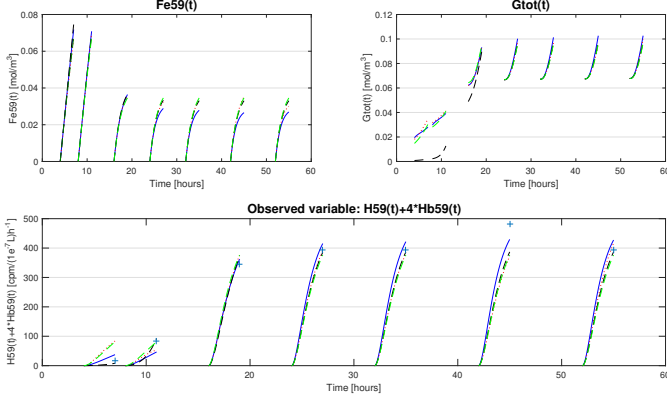 Fe59(t)
Fe59(t) [mol/m³]
0.08
0.06
0.04
0.02
0
0 10 20 30 40 50 60
Time [hours]
Gtot(t)
Gtot(t) [mol/m³]
0.12
0.1
0.08
0.06
0.04
0.02
0
0 10 20 30 40 50 60
Time [hours]
Observed variable: H59(t)+4*Hb59(t)
H59(t)+4*Hb59(t) [cpm/(1e⁻⁷ L)h⁻¹]
500
400
300
200
100
0
0 10 20 30 40 50 60
Time [hours]